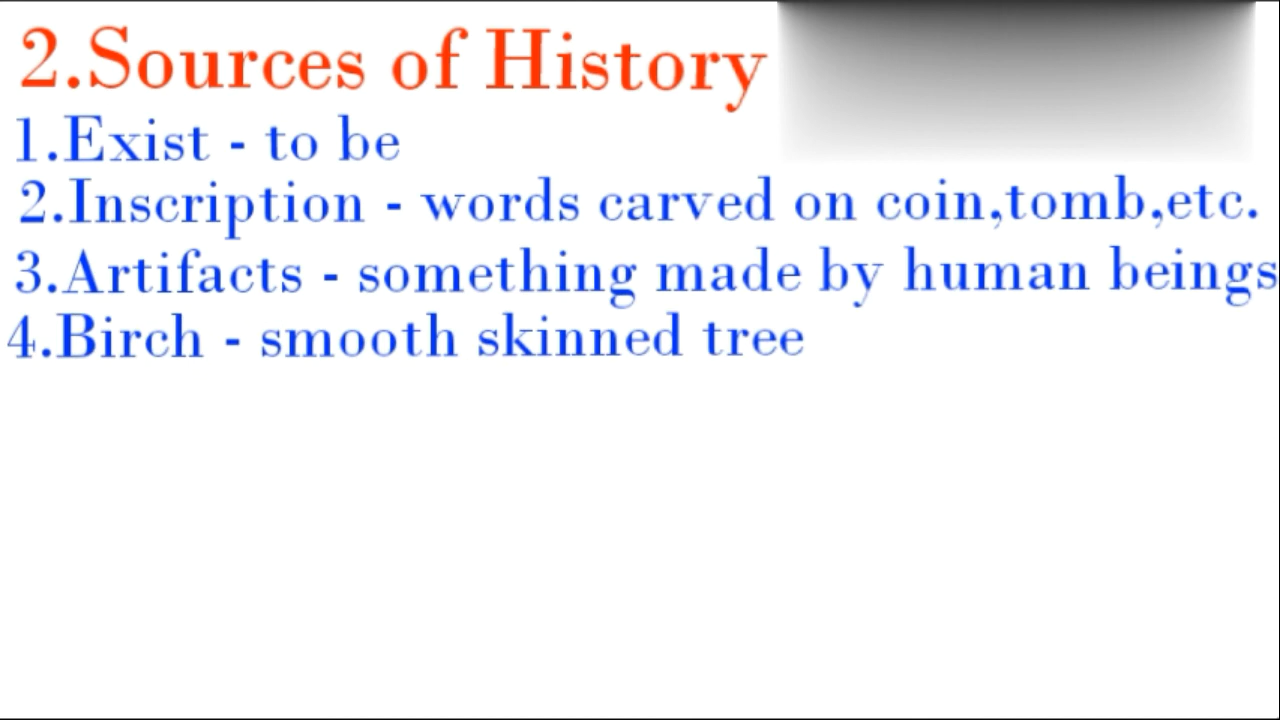 2.Sources of History
1.Exist - to be
2.Inscription - words carved on coin,tomb,etc.
3.Artifacts - something made by human beings
4.Birch - smooth skinned tree